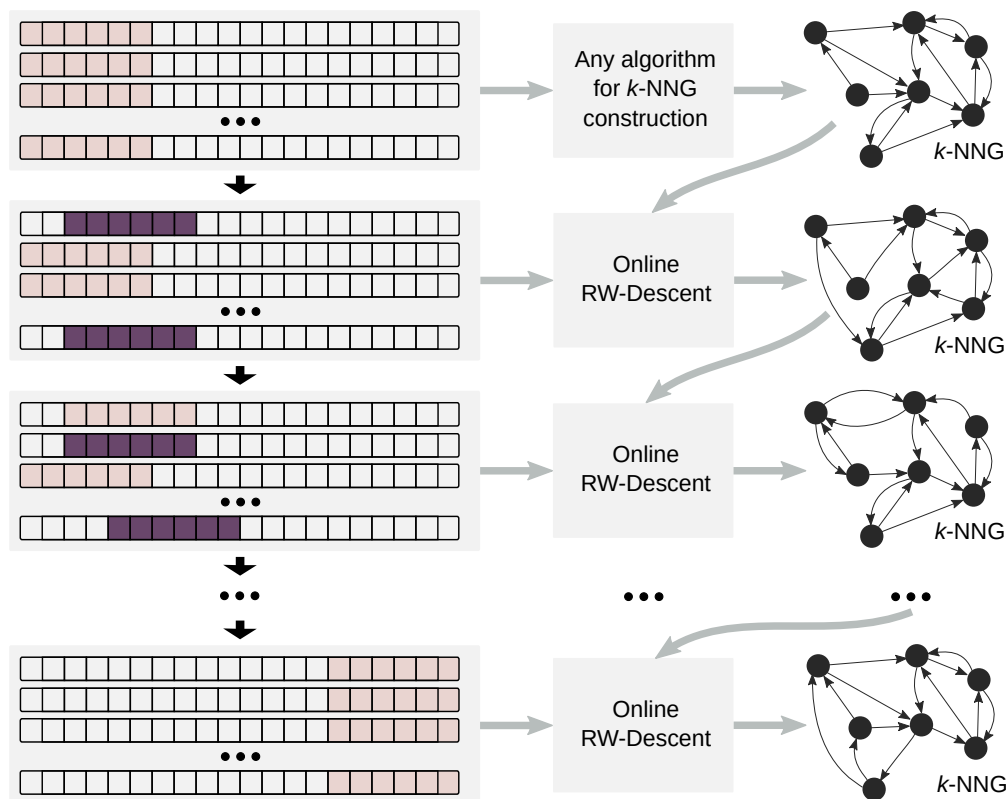 Any algorithm
for k-NNG
construction
k-NNG
Online
RW-Descent
k-NNG
Online
RW-Descent
k-NNG
Online
RW-Descent
k-NNG